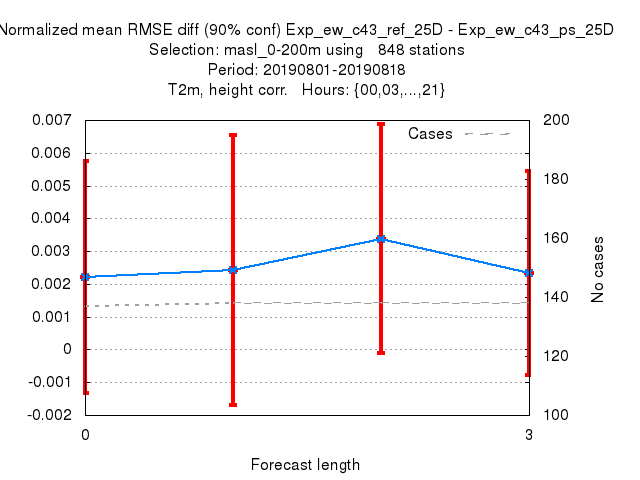 Normalized mean RMSE diff (90% conf) Exp_ew_c43_ref_25D - Exp_ew_c43_ps_25D
Selection: masl_0-200m using 848 stations
Period: 20190801-20190818
T2m, height corr. Hours: {00,03,...,21}
0.007
0.006
0.005
0.004
0.003
0.002
0.001
0
-0.001
-0.002
Cases
200
180
160
140
120
100
No cases
0 3
Forecast length